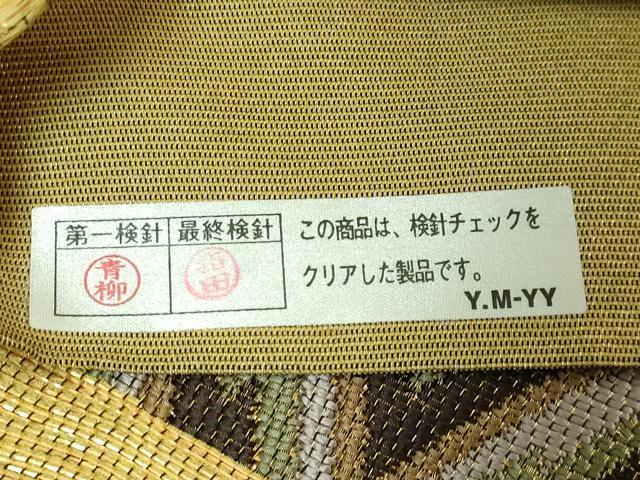 第一検針 最終検針
青柳
この商品は、検針チェックを
クリアした製品です。
Y.M-YY